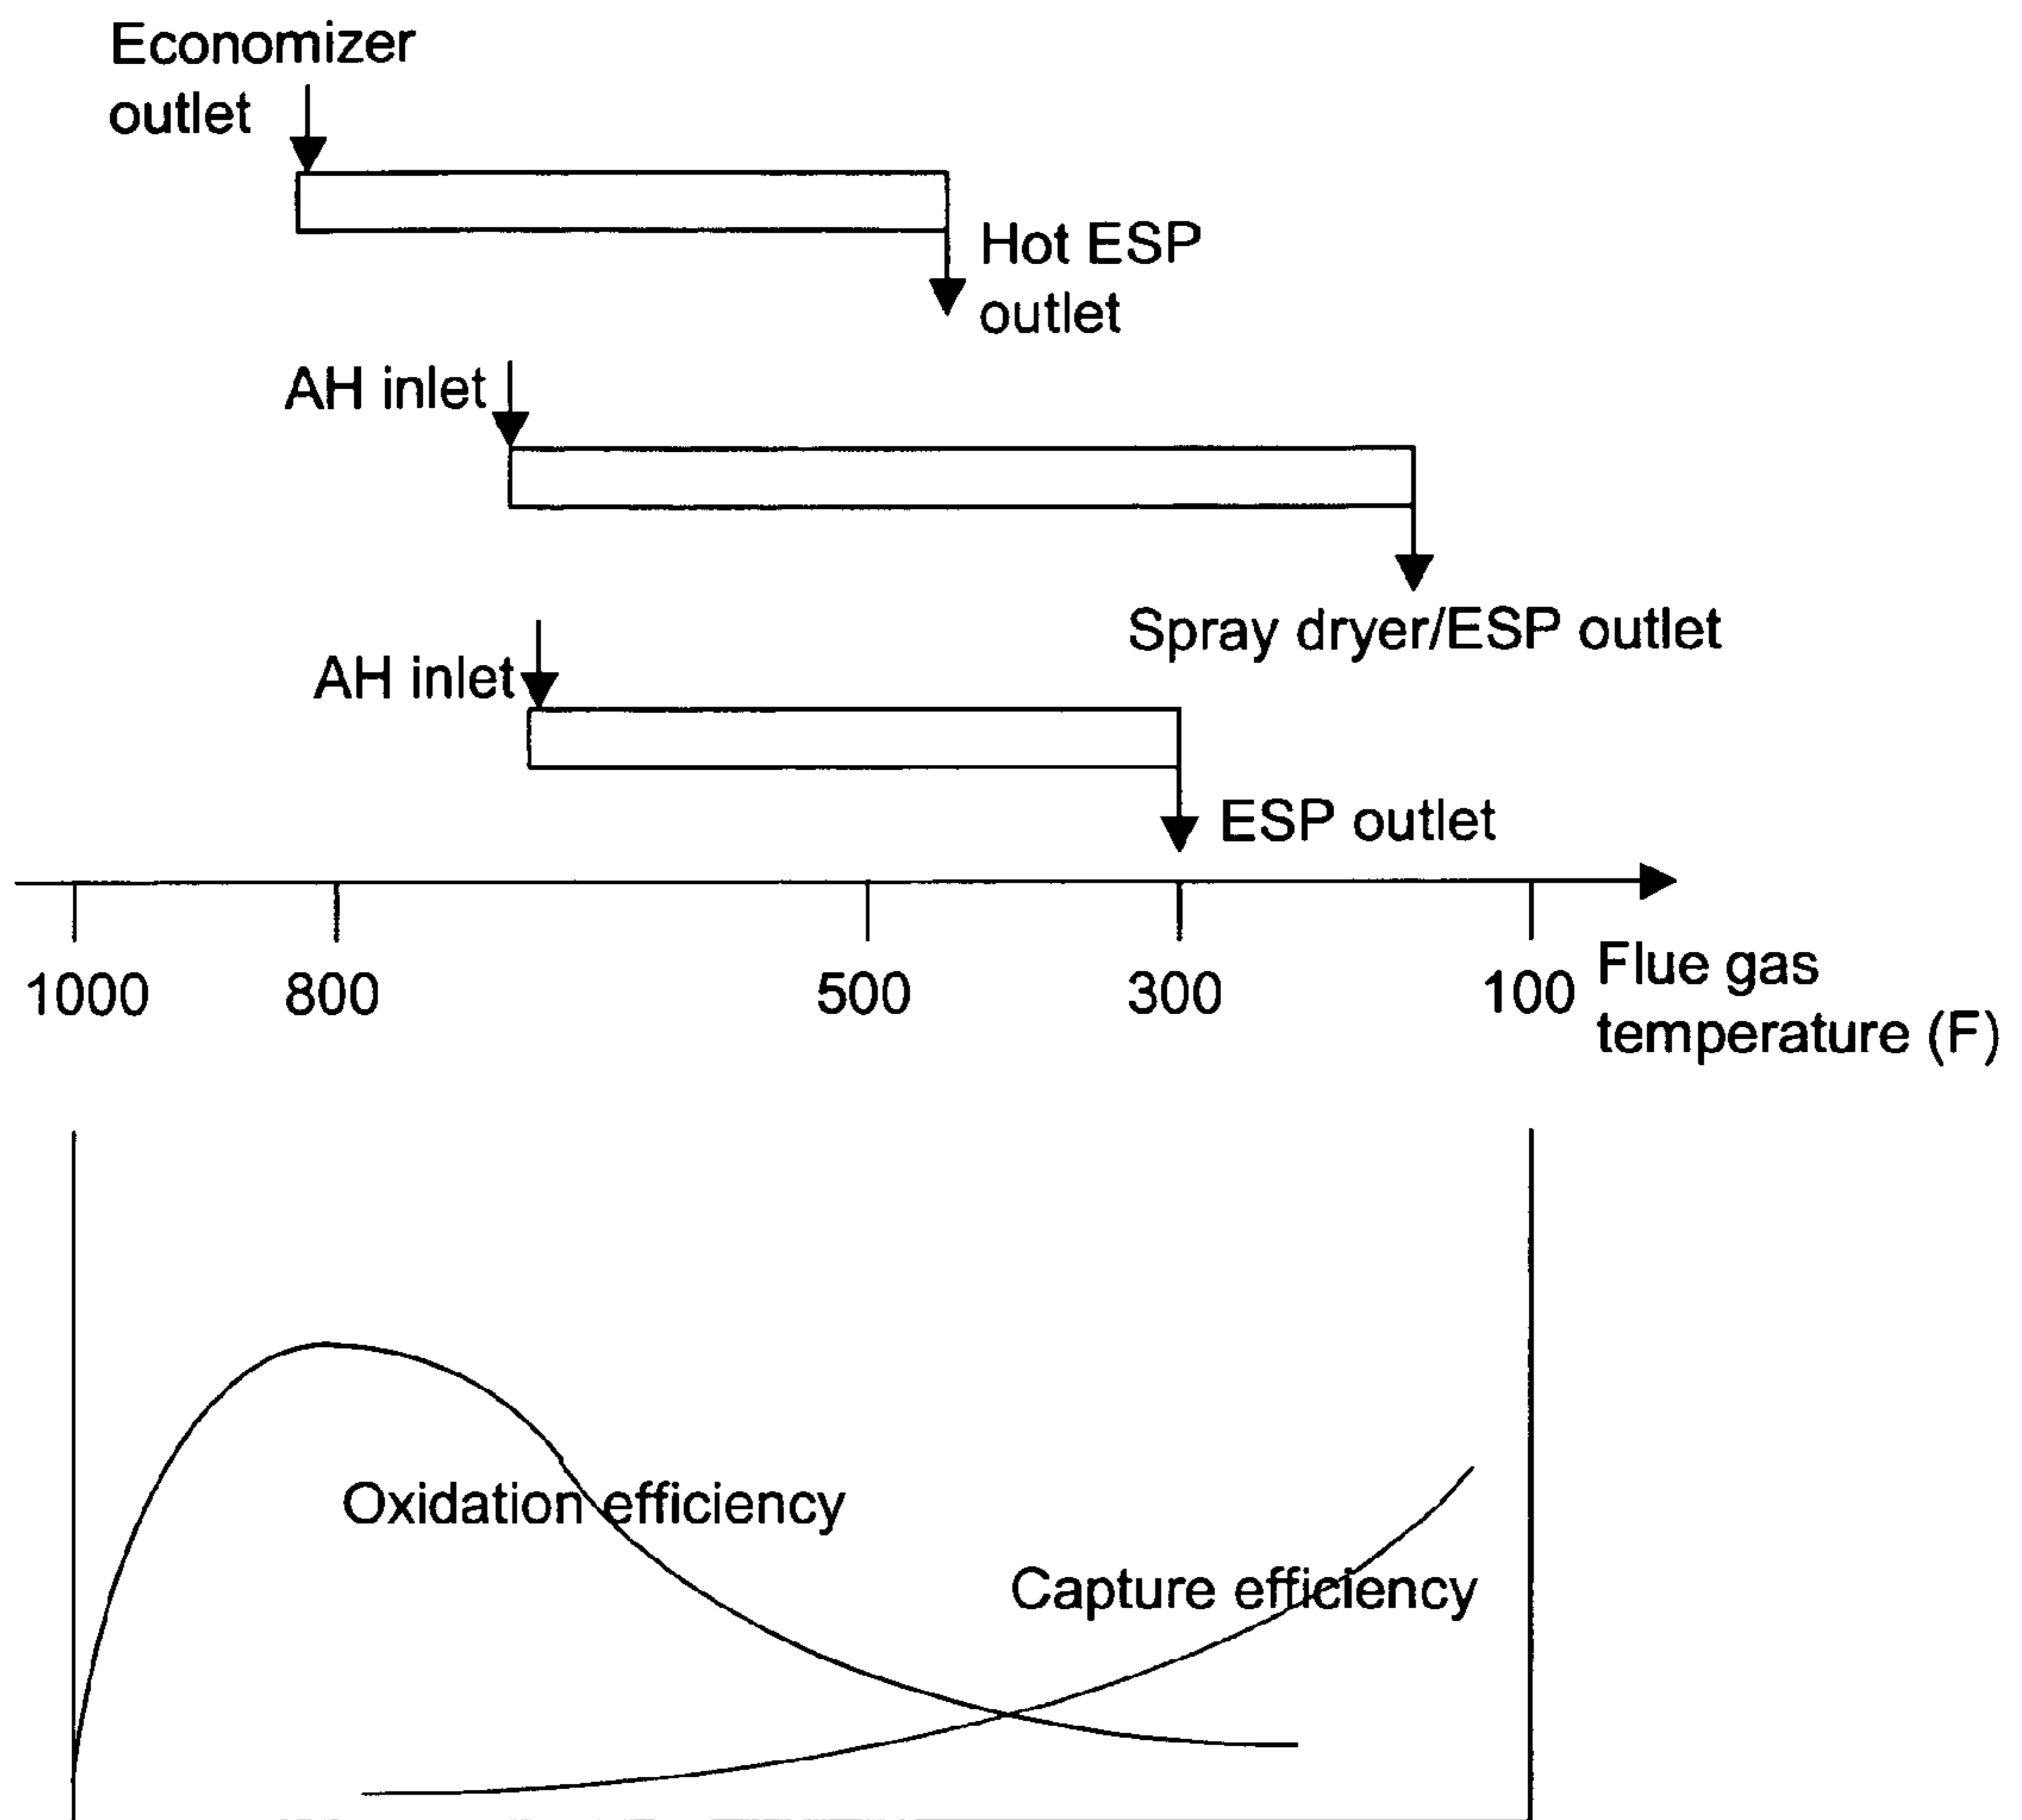 Economizer
outlet
Hot ESP
outlet
AH inlet
Spray dryer/ESP outlet
AH inlet
ESP outlet
1000 800 500 300 100
Flue gas
temperature (F)
Oxidation efficiency
Capture efficiency